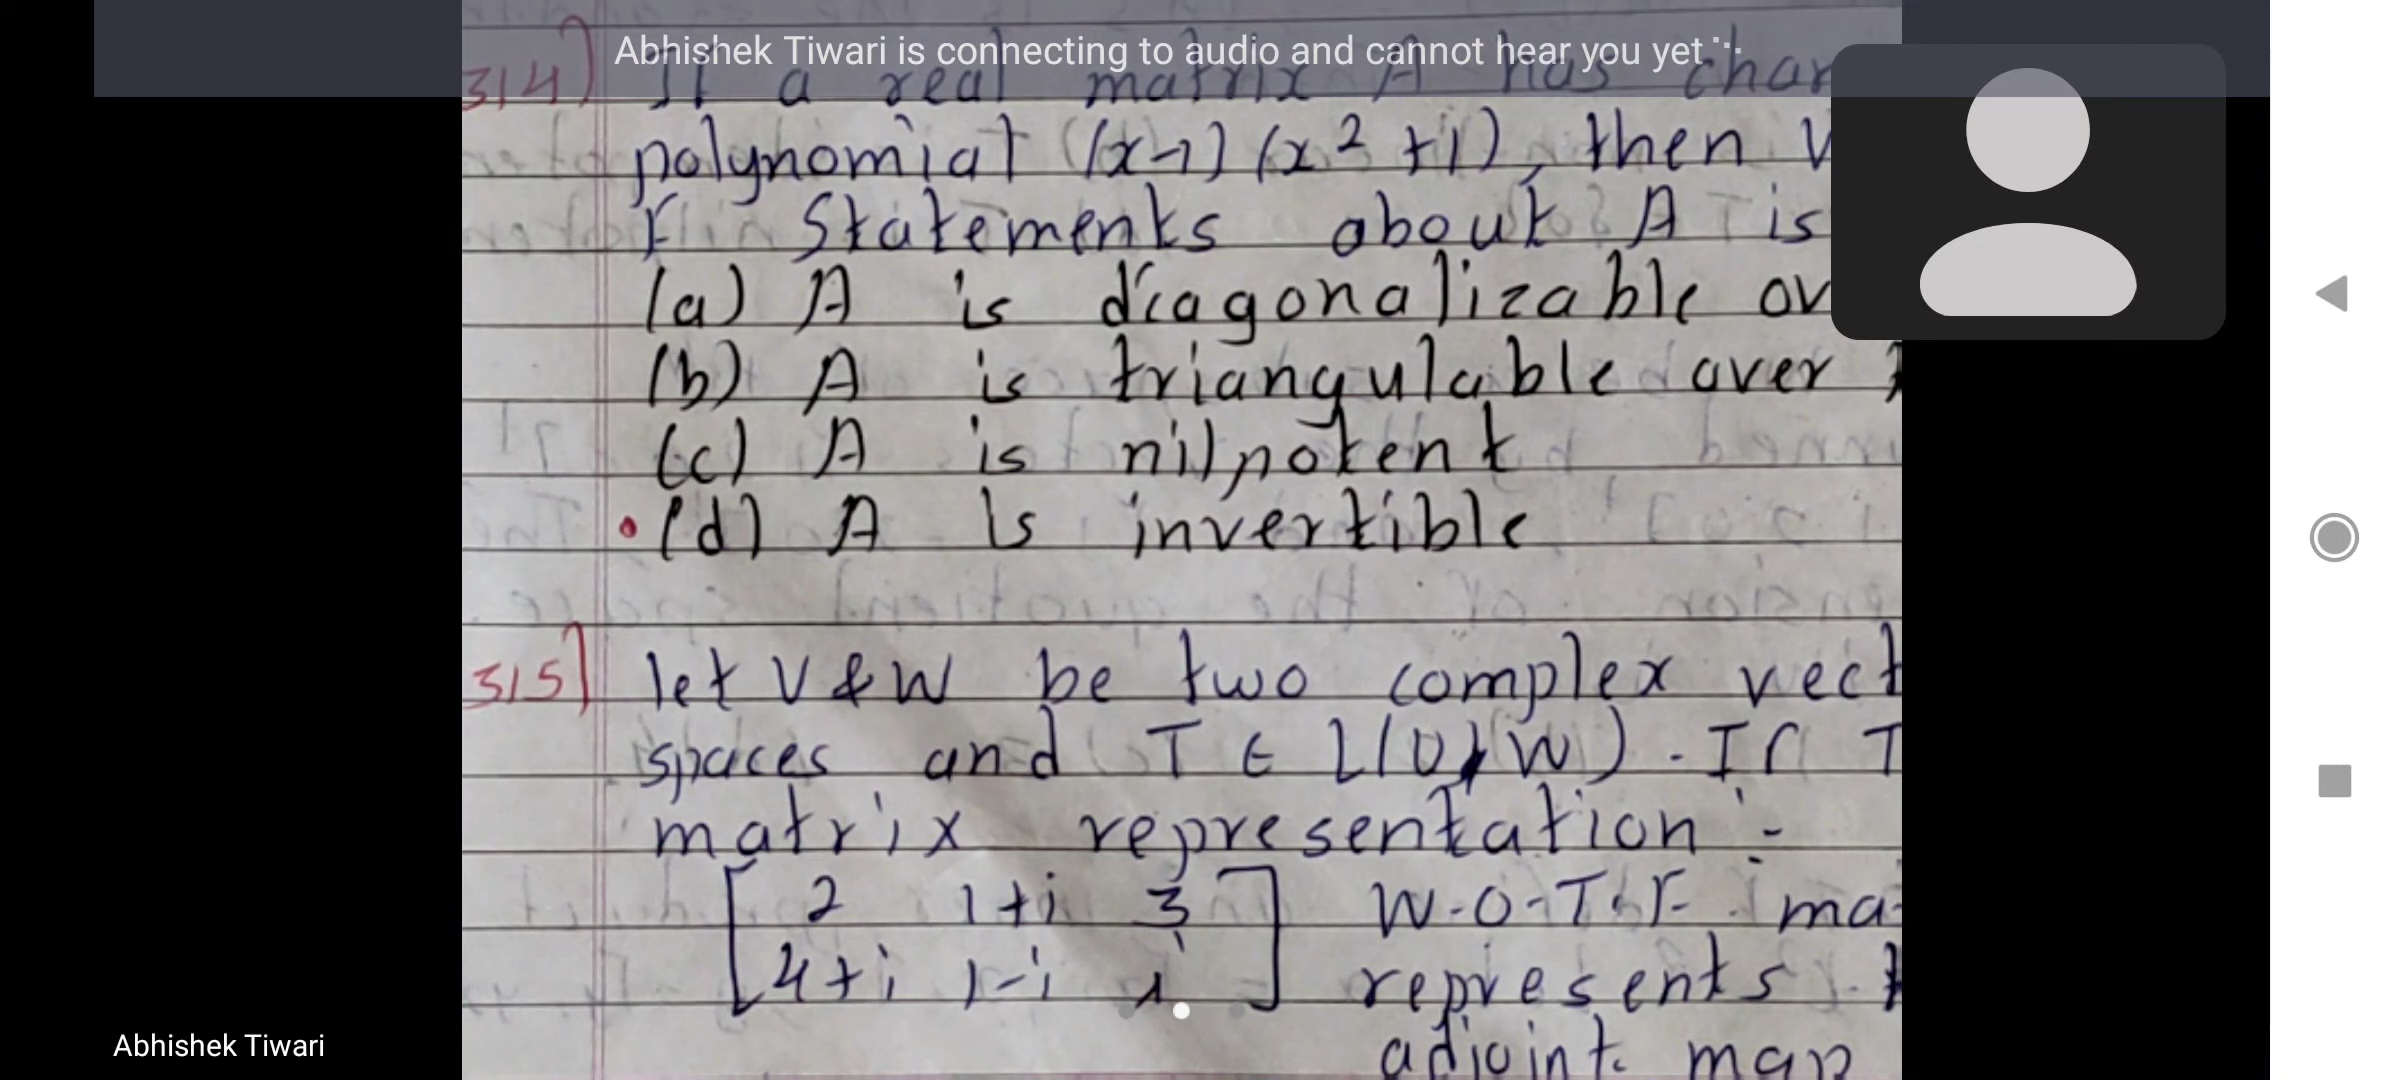 Abhishek Tiwari is connecting to audio and cannot hear you yet
314) If a real matrix A has char
polynomial (x-1) (x² + 1), then
F Statements about A is
(a) A is diagonalizable ov
(b) A is triangulable over
(c) A is nilpotent
(d) A is invertible
315) let V & W be two complex vect
spaces and T ∈ L(U, W). If T
matrix representation :-
[ 2 1+i 3 ] W.O.T.F. ma
[ 4+i 1-i i ] represents
adjoint map
Abhishek Tiwari